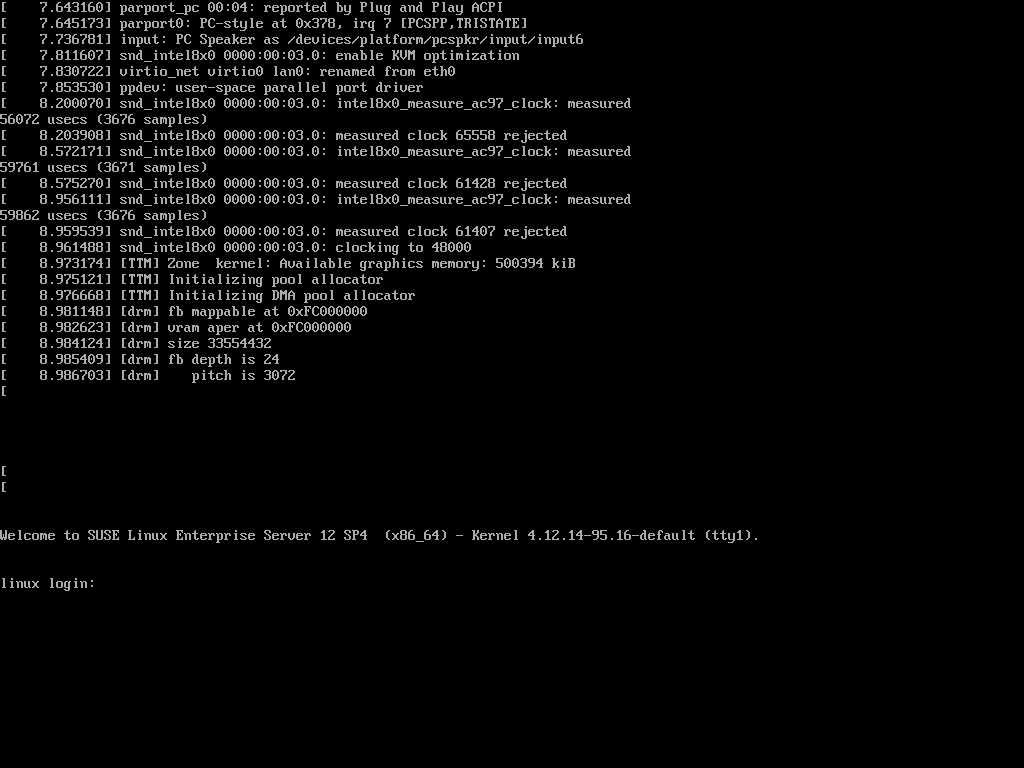 [    7.643160] parport_pc 00:04: reported by Plug and Play ACPI
[    7.645173] parport0: PC-style at 0x378, irq 7 [PCSPP,TRISTATE]
[    7.736781] input: PC Speaker as /devices/platform/pcspkr/input/input6
[    7.811607] snd_intel8x0 0000:00:03.0: enable KVM optimization
[    7.830722] virtio_net virtio0 lan0: renamed from eth0
[    7.853530] ppdev: user-space parallel port driver
[    8.200070] snd_intel8x0 0000:00:03.0: intel8x0_measure_ac97_clock: measured
56072 usecs (3676 samples)
[    8.203908] snd_intel8x0 0000:00:03.0: measured clock 65558 rejected
[    8.572171] snd_intel8x0 0000:00:03.0: intel8x0_measure_ac97_clock: measured
59761 usecs (3671 samples)
[    8.575270] snd_intel8x0 0000:00:03.0: measured clock 61428 rejected
[    8.956111] snd_intel8x0 0000:00:03.0: intel8x0_measure_ac97_clock: measured
59862 usecs (3676 samples)
[    8.959539] snd_intel8x0 0000:00:03.0: measured clock 61407 rejected
[    8.961488] snd_intel8x0 0000:00:03.0: clocking to 48000
[    8.973174] [TTM] Zone  kernel: Available graphics memory: 500394 kiB
[    8.975121] [TTM] Initializing pool allocator
[    8.976668] [TTM] Initializing DMA pool allocator
[    8.981148] [drm] fb mappable at 0xFC000000
[    8.982623] [drm] vram aper at 0xFC000000
[    8.984124] [drm] size 33554432
[    8.985409] [drm] fb depth is 24
[    8.986703] [drm]    pitch is 3072
[
[
[
Welcome to SUSE Linux Enterprise Server 12 SP4  (x86_64) - Kernel 4.12.14-95.16-default (tty1).
linux login: